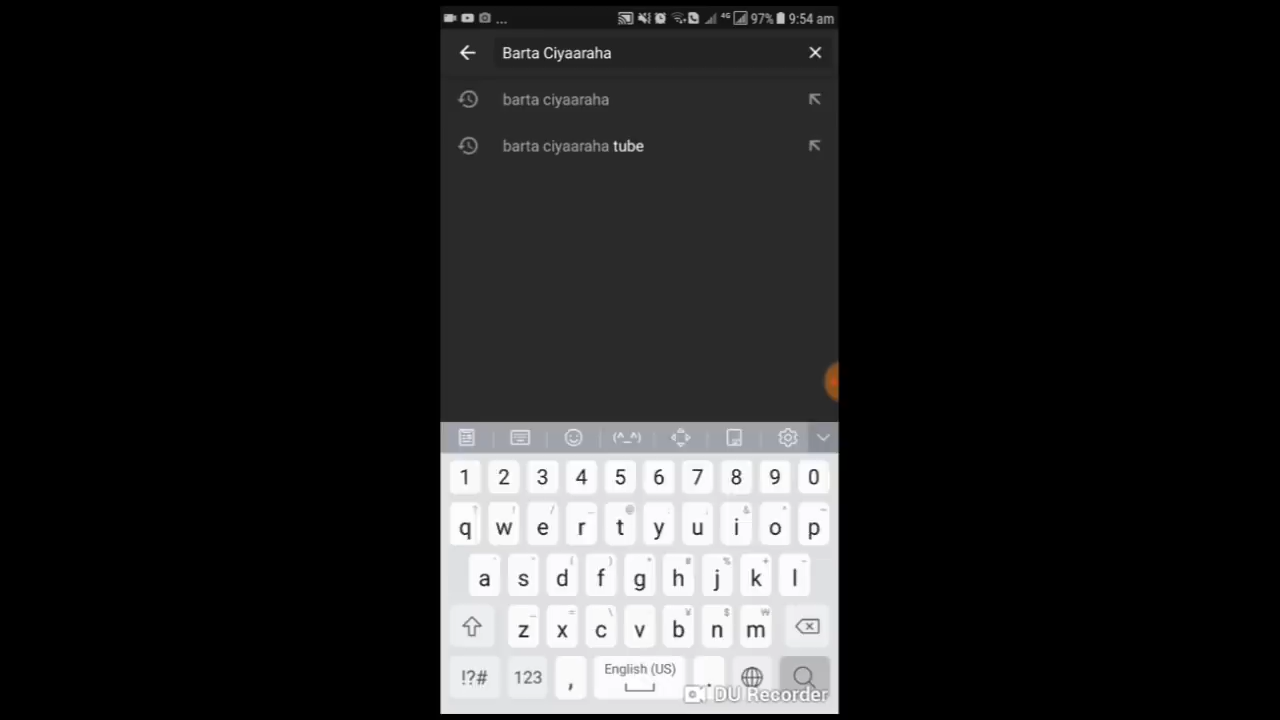 ... 4G 97% 9:54 am
Barta Ciyaaraha
barta ciyaaraha
barta ciyaaraha tube
(^_^)
1 2 3 4 5 6 7 8 9 0
q w e r t y u i o p
a s d f g h j k l
z x c v b n m
!?# 123 , English (US) .
DU Recorder